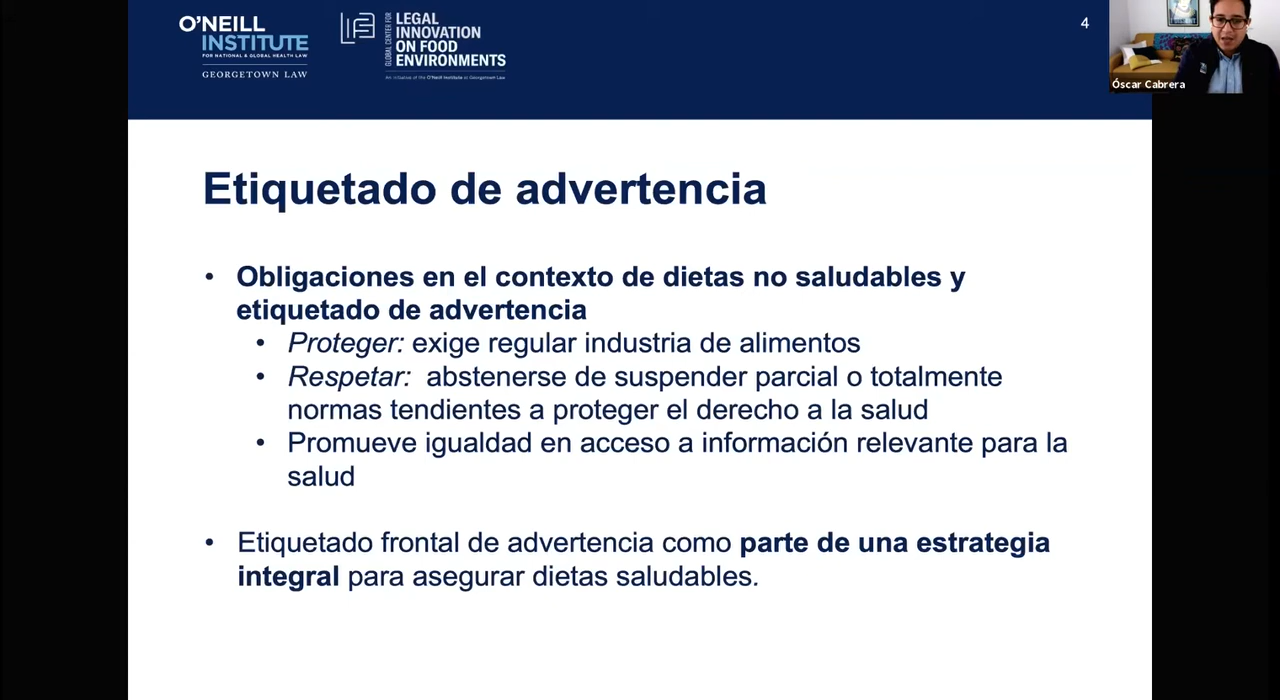 O'NEILL
INSTITUTE
FOR NATIONAL & GLOBAL HEALTH LAW
GEORGETOWN LAW
GLOBAL CENTER FOR
LEGAL
INNOVATION
ON FOOD
ENVIRONMENTS
An initiative of the O'Neill Institute at Georgetown Law
4
Óscar Cabrera
Etiquetado de advertencia
• Obligaciones en el contexto de dietas no saludables y
etiquetado de advertencia
• Proteger: exige regular industria de alimentos
• Respetar: abstenerse de suspender parcial o totalmente
normas tendientes a proteger el derecho a la salud
• Promueve igualdad en acceso a información relevante para la
salud
• Etiquetado frontal de advertencia como parte de una estrategia
integral para asegurar dietas saludables.